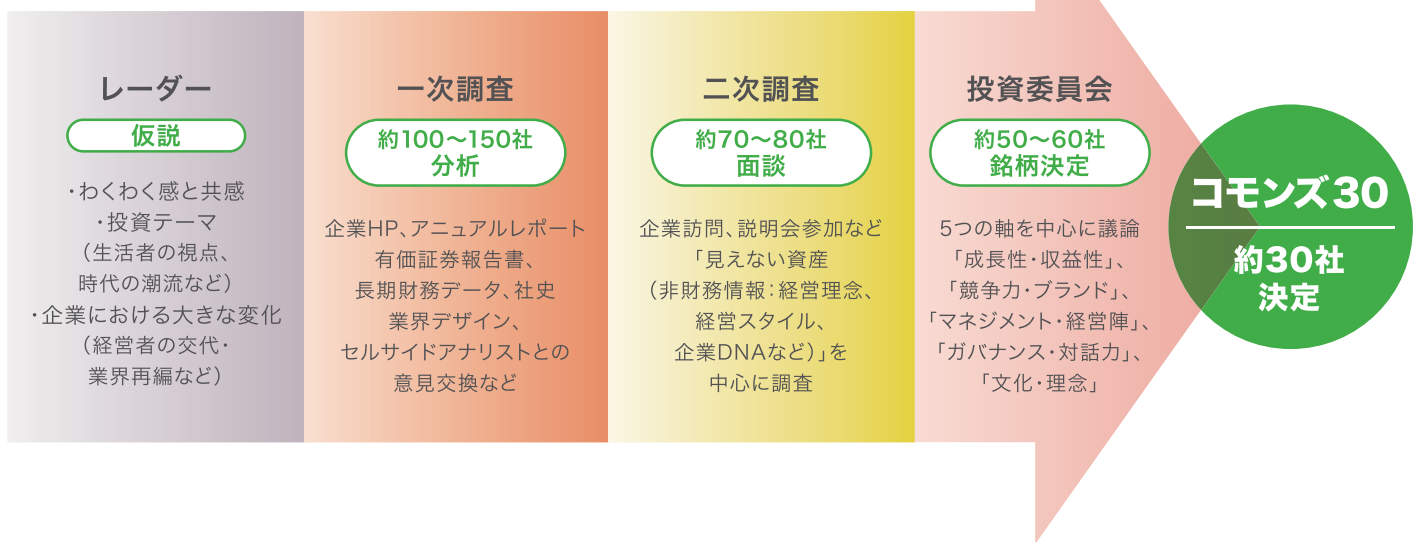 レーダー
仮説
・わくわく感と共感
・投資テーマ
（生活者の視点、
時代の潮流など）
・企業における大きな変化
（経営者の交代・
業界再編など）
一次調査
約100〜150社
分析
企業HP、アニュアルレポート
有価証券報告書、
長期財務データ、社史
業界デザイン、
セルサイドアナリストとの
意見交換など
二次調査
約70〜80社
面談
企業訪問、説明会参加など
「見えない資産
（非財務情報：経営理念、
経営スタイル、
企業DNAなど）」を
中心に調査
投資委員会
約50〜60社
銘柄決定
5つの軸を中心に議論
「成長性・収益性」、
「競争力・ブランド」、
「マネジメント・経営陣」、
「ガバナンス・対話力」、
「文化・理念」
コモンズ30
約30社
決定